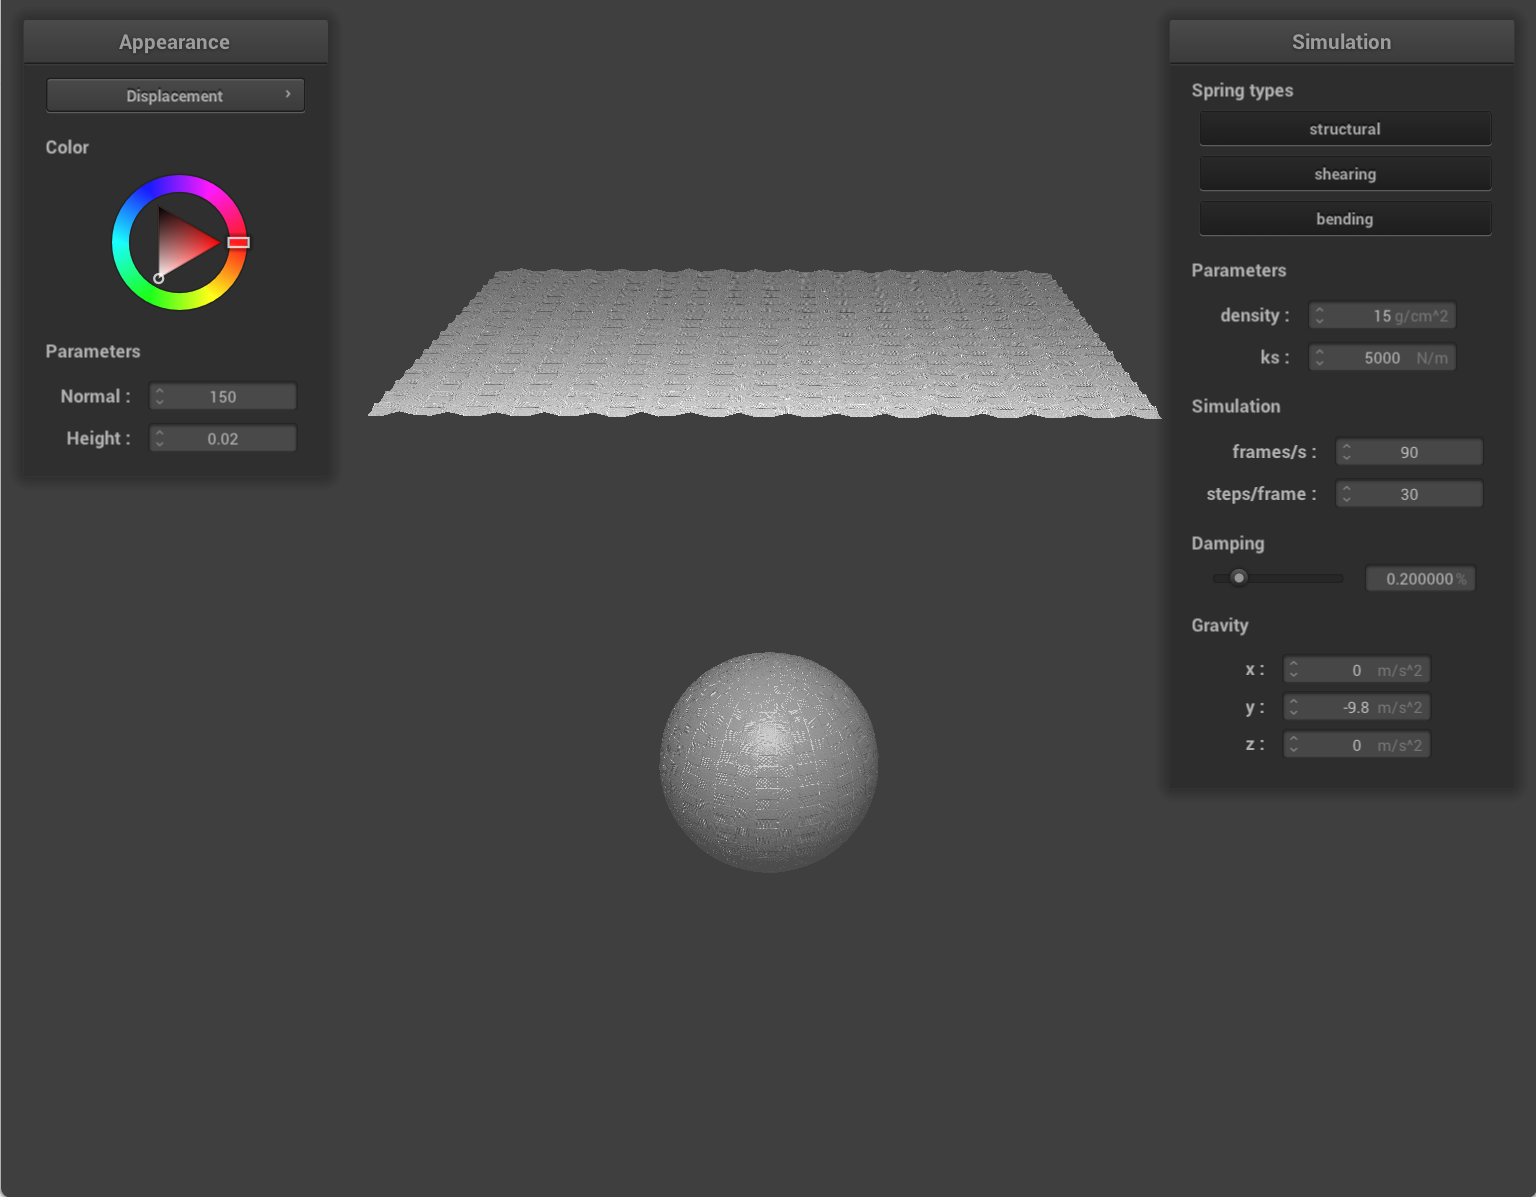 Appearance
Displacement
Color
Parameters
Normal : 150
Height : 0.02
Simulation
Spring types
structural
shearing
bending
Parameters
density : 15 g/cm^2
ks : 5000 N/m
Simulation
frames/s : 90
steps/frame : 30
Damping
0.200000 %
Gravity
x : 0 m/s^2
y : -9.8 m/s^2
z : 0 m/s^2